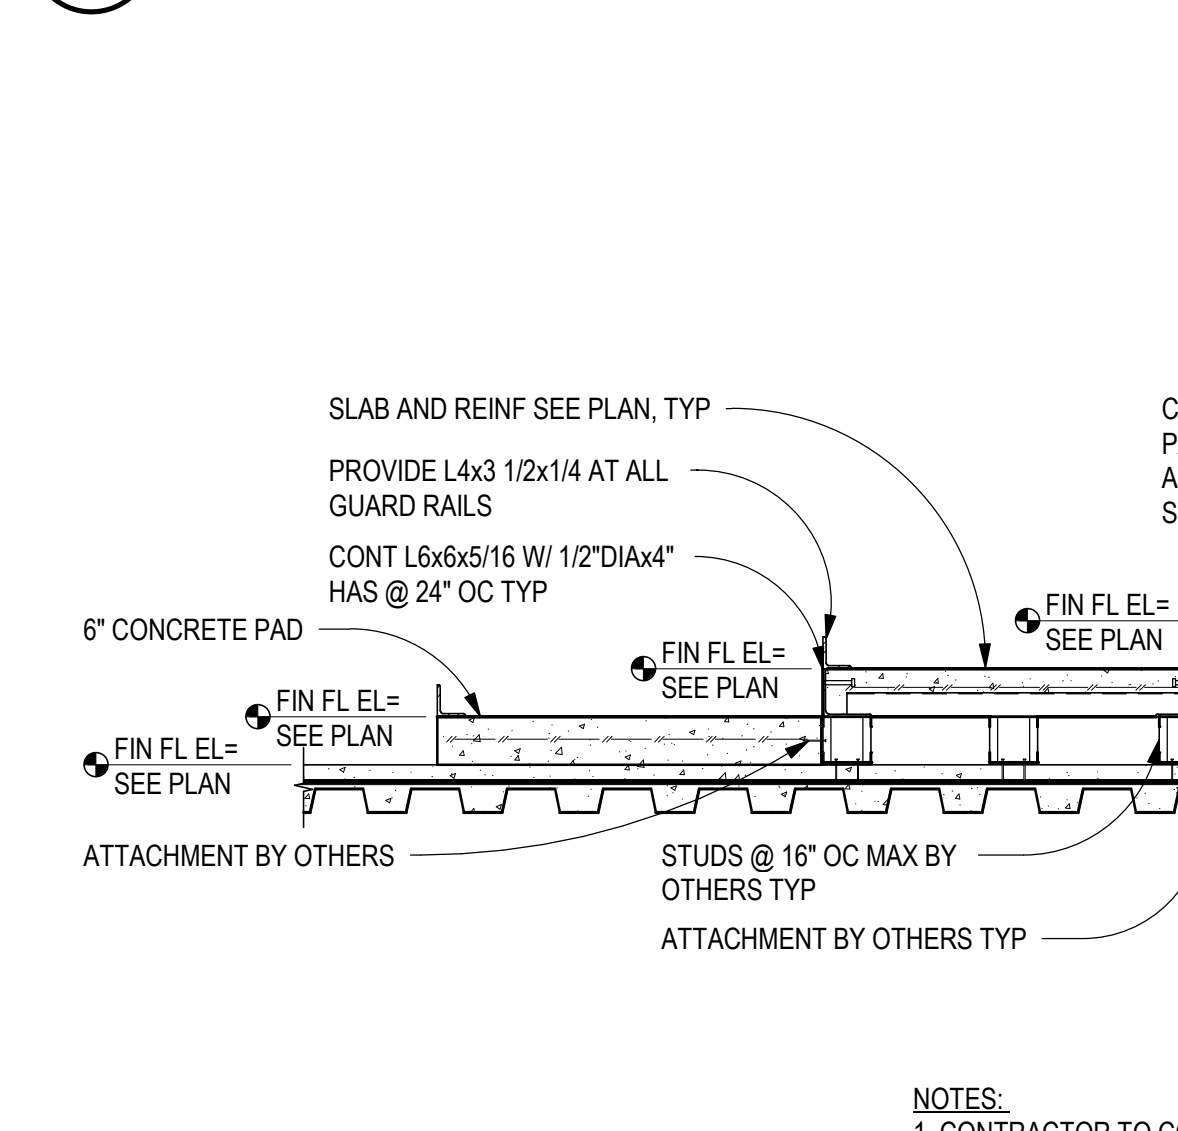 SLAB AND REINF SEE PLAN, TYP
PROVIDE L4x3 1/2x1/4 AT ALL
GUARD RAILS
CONT L6x6x5/16 W/ 1/2"DIAx4"
HAS @ 24" OC TYP
6" CONCRETE PAD
FIN FL EL=
SEE PLAN
FIN FL EL=
SEE PLAN
FIN FL EL=
SEE PLAN
FIN FL EL=
SEE PLAN
ATTACHMENT BY OTHERS
STUDS @ 16" OC MAX BY
OTHERS TYP
ATTACHMENT BY OTHERS TYP
NOTES:
1. CONTRACTOR TO